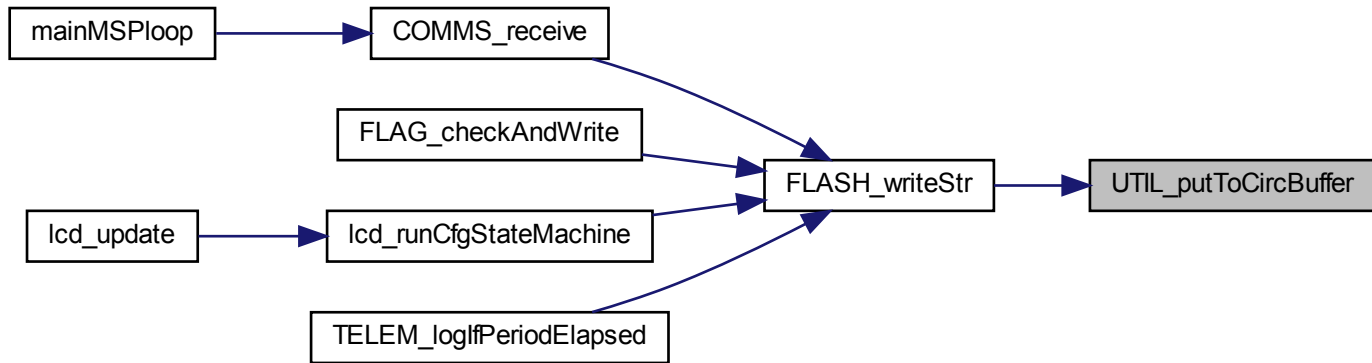 mainMSPloop
COMMS_receive
FLAG_checkAndWrite
FLASH_writeStr
UTIL_putToCircBuffer
lcd_update
lcd_runCfgStateMachine
TELEM_logIfPeriodElapsed